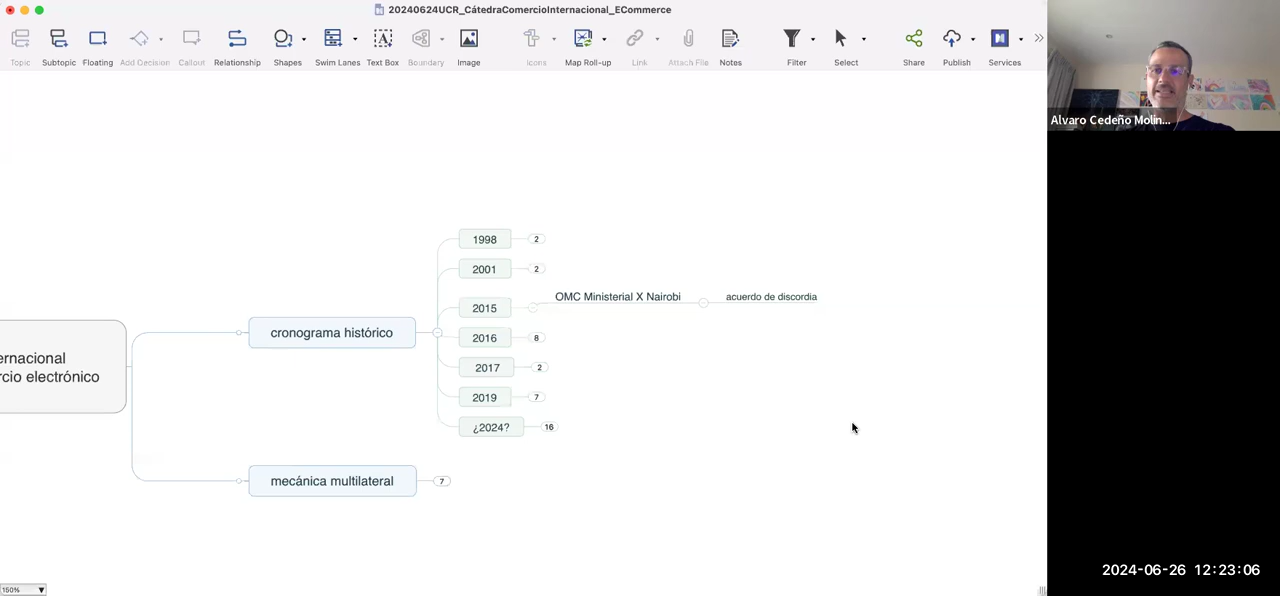 20240624UCR_CátedraComercioInternacional_ECommerce
Topic Subtopic Floating Add Decision Callout Relationship Shapes Swim Lanes Text Box Boundary Image Icons Map Roll-up Link Attach File Notes Filter Select Share Publish Services
Alvaro Cedeño Molin...
1998 2
2001 2
2015 OMC Ministerial X Nairobi acuerdo de discordia
2016 8
cronograma histórico
ernacional
rcio electrónico
2017 2
2019 7
¿2024? 16
mecánica multilateral 7
2024-06-26 12:23:06
150%